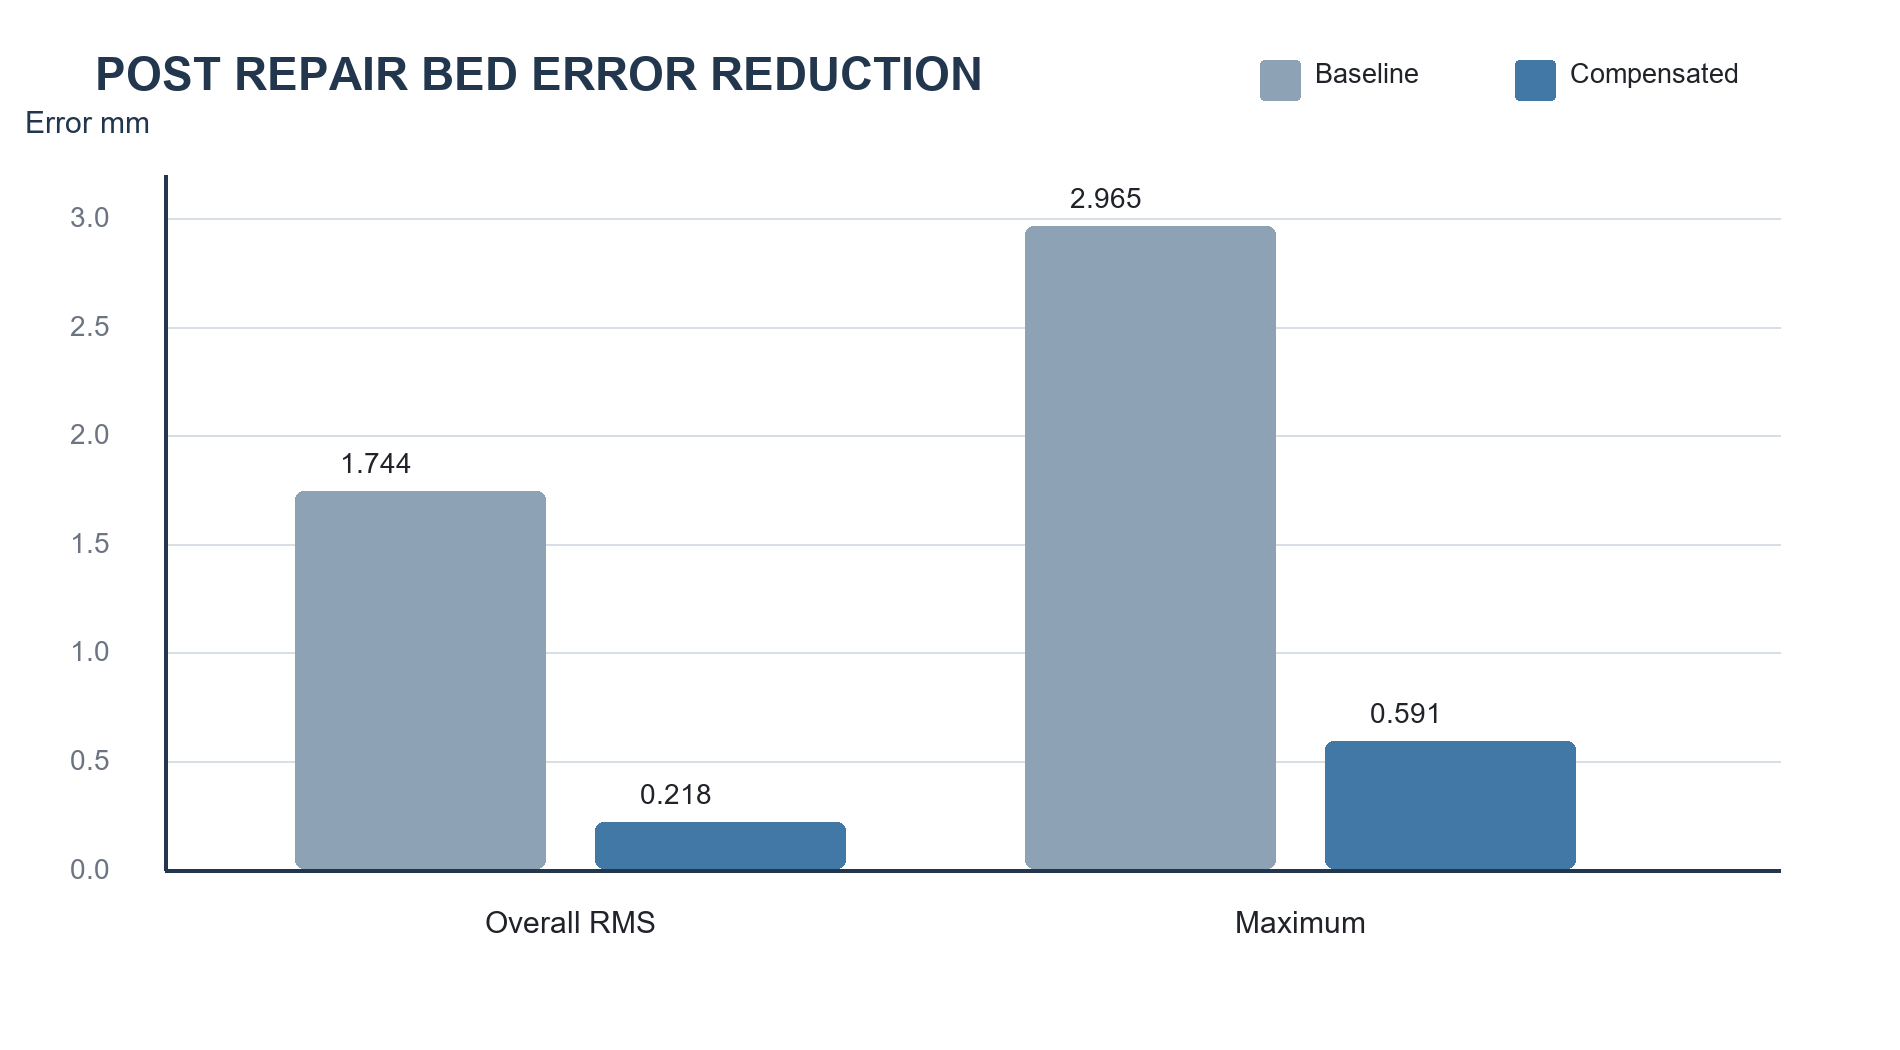 POST REPAIR BED ERROR REDUCTION
Baseline
Compensated
Error mm
3.0
2.5
2.0
1.5
1.0
0.5
0.0
1.744
0.218
2.965
0.591
Overall RMS
Maximum